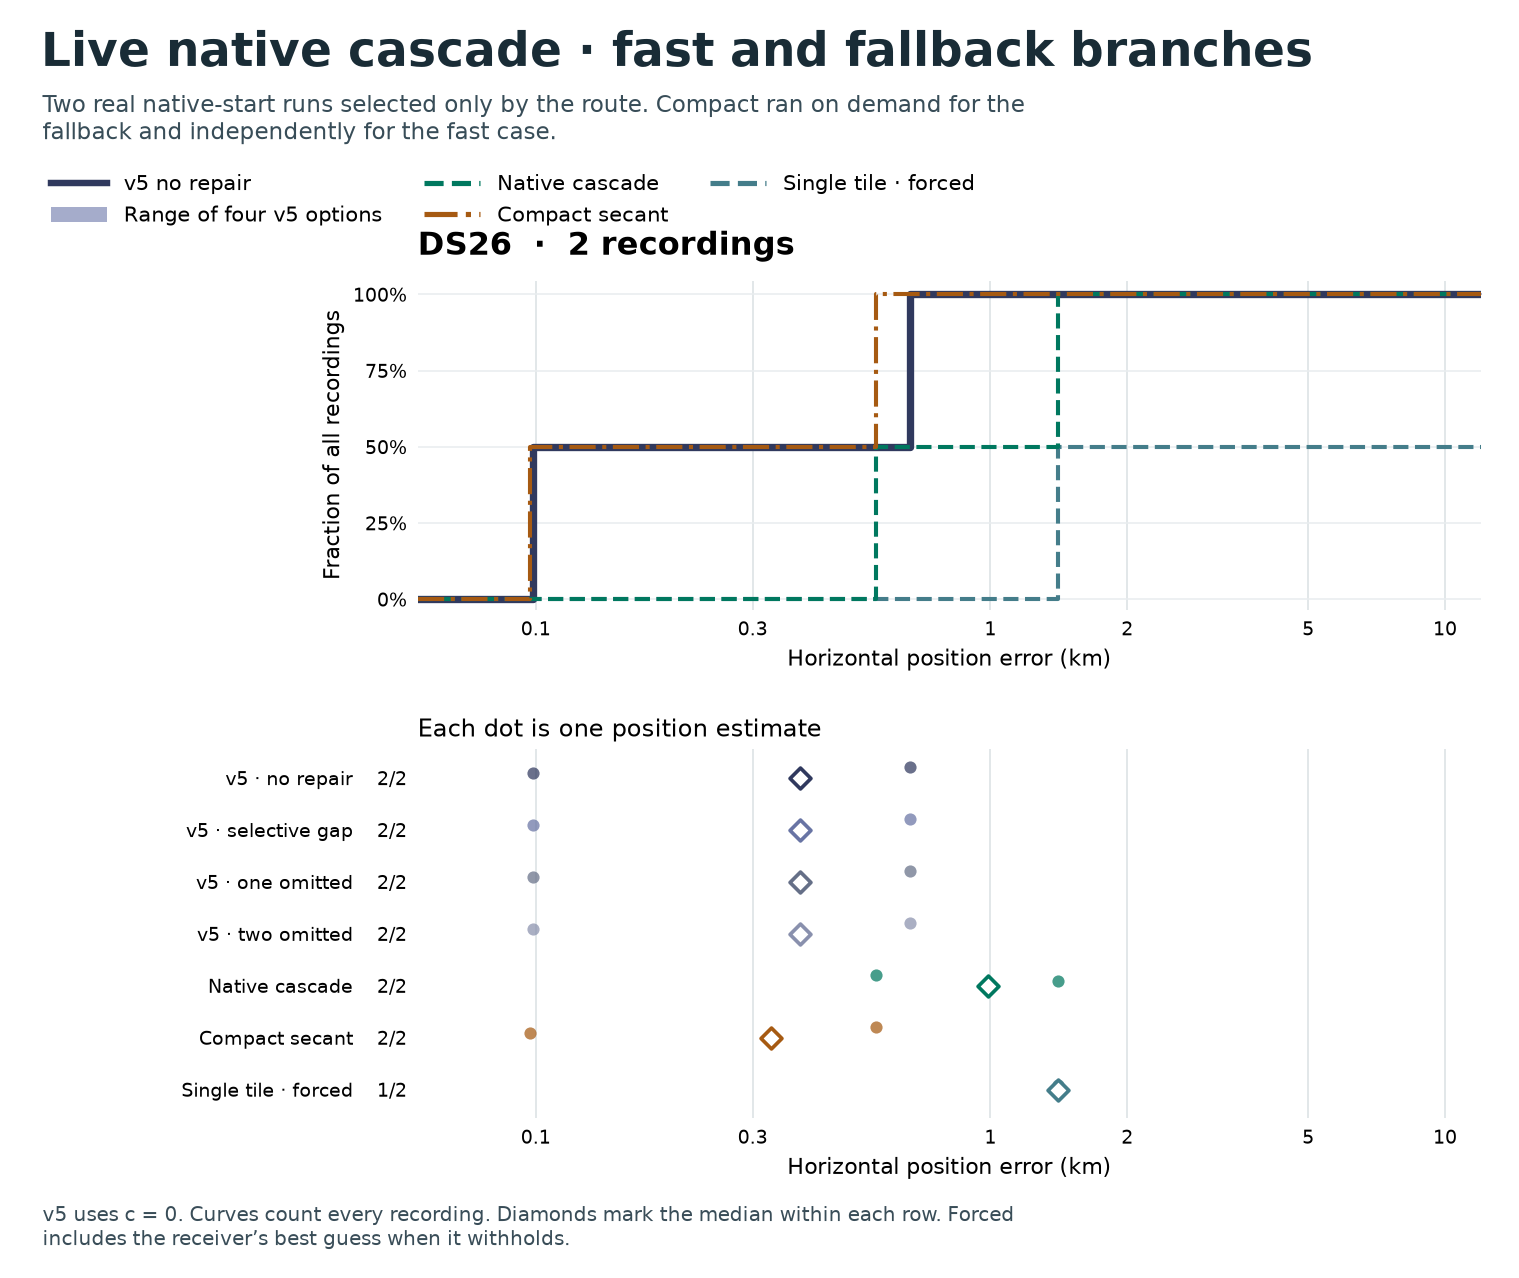 Live native cascade · fast and fallback branches
Two real native-start runs selected only by the route. Compact ran on demand for the
fallback and independently for the fast case.
v5 no repair
Native cascade
Single tile · forced
Range of four v5 options
Compact secant
DS26 · 2 recordings
Fraction of all recordings
100%
75%
50%
25%
0%
0.1
0.3
1
2
5
10
Horizontal position error (km)
Each dot is one position estimate
v5 · no repair 2/2
v5 · selective gap 2/2
v5 · one omitted 2/2
v5 · two omitted 2/2
Native cascade 2/2
Compact secant 2/2
Single tile · forced 1/2
0.1
0.3
1
2
5
10
Horizontal position error (km)
v5 uses c = 0. Curves count every recording. Diamonds mark the median within each row. Forced
includes the receiver’s best guess when it withholds.